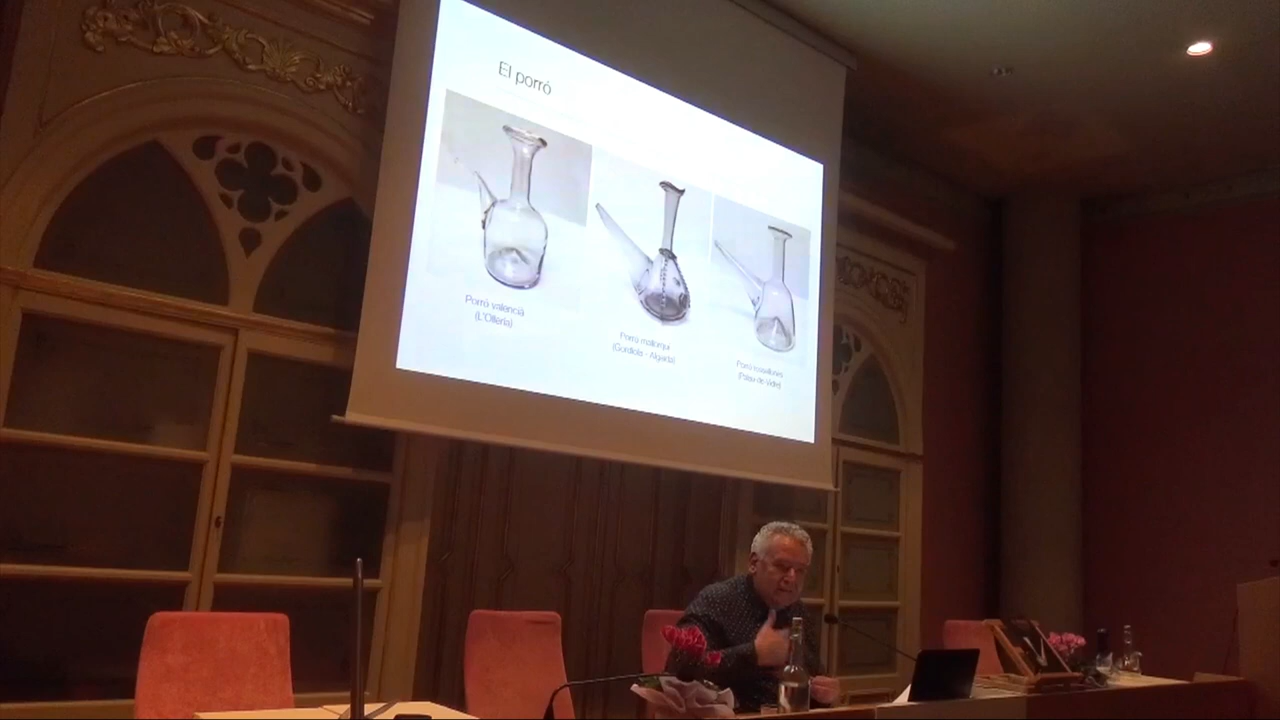 El porró
Porró valencià
(L'Olleria)
Porró mallorquí
(Gordiola - Algaida)
Porró rossellonès
(Palau de Vidre)